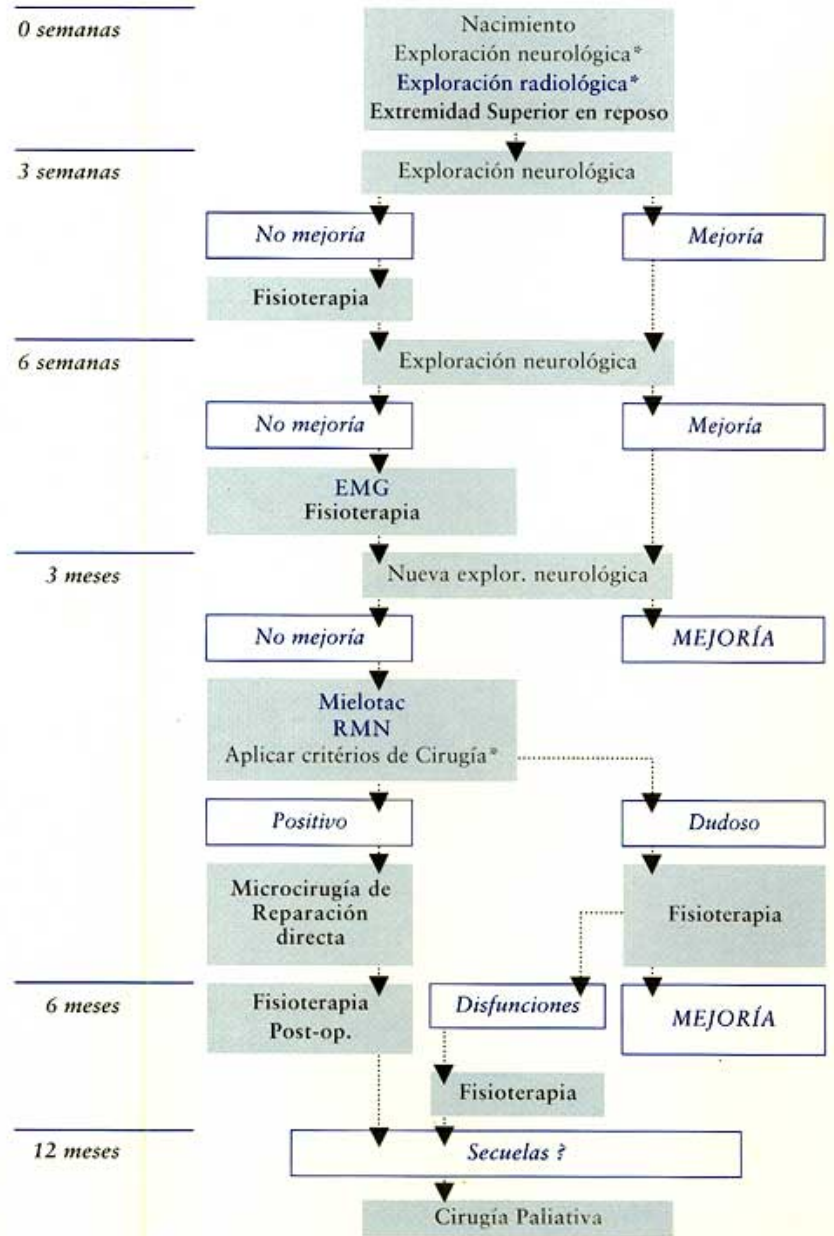 0 semanas
Nacimiento
Exploración neurológica*
Exploración radiológica*
Extremidad Superior en reposo
3 semanas
Exploración neurológica
No mejoría
Mejoría
Fisioterapia
6 semanas
Exploración neurológica
No mejoría
Mejoría
EMG
Fisioterapia
3 meses
Nueva explor. neurológica
No mejoría
MEJORÍA
Mielotac
RMN
Aplicar critérios de Cirugía*
Positivo
Dudoso
Microcirugía de
Reparación
directa
Fisioterapia
6 meses
Fisioterapia
Post-op.
Disfunciones
MEJORÍA
Fisioterapia
12 meses
Secuelas ?
Cirugía Paliativa